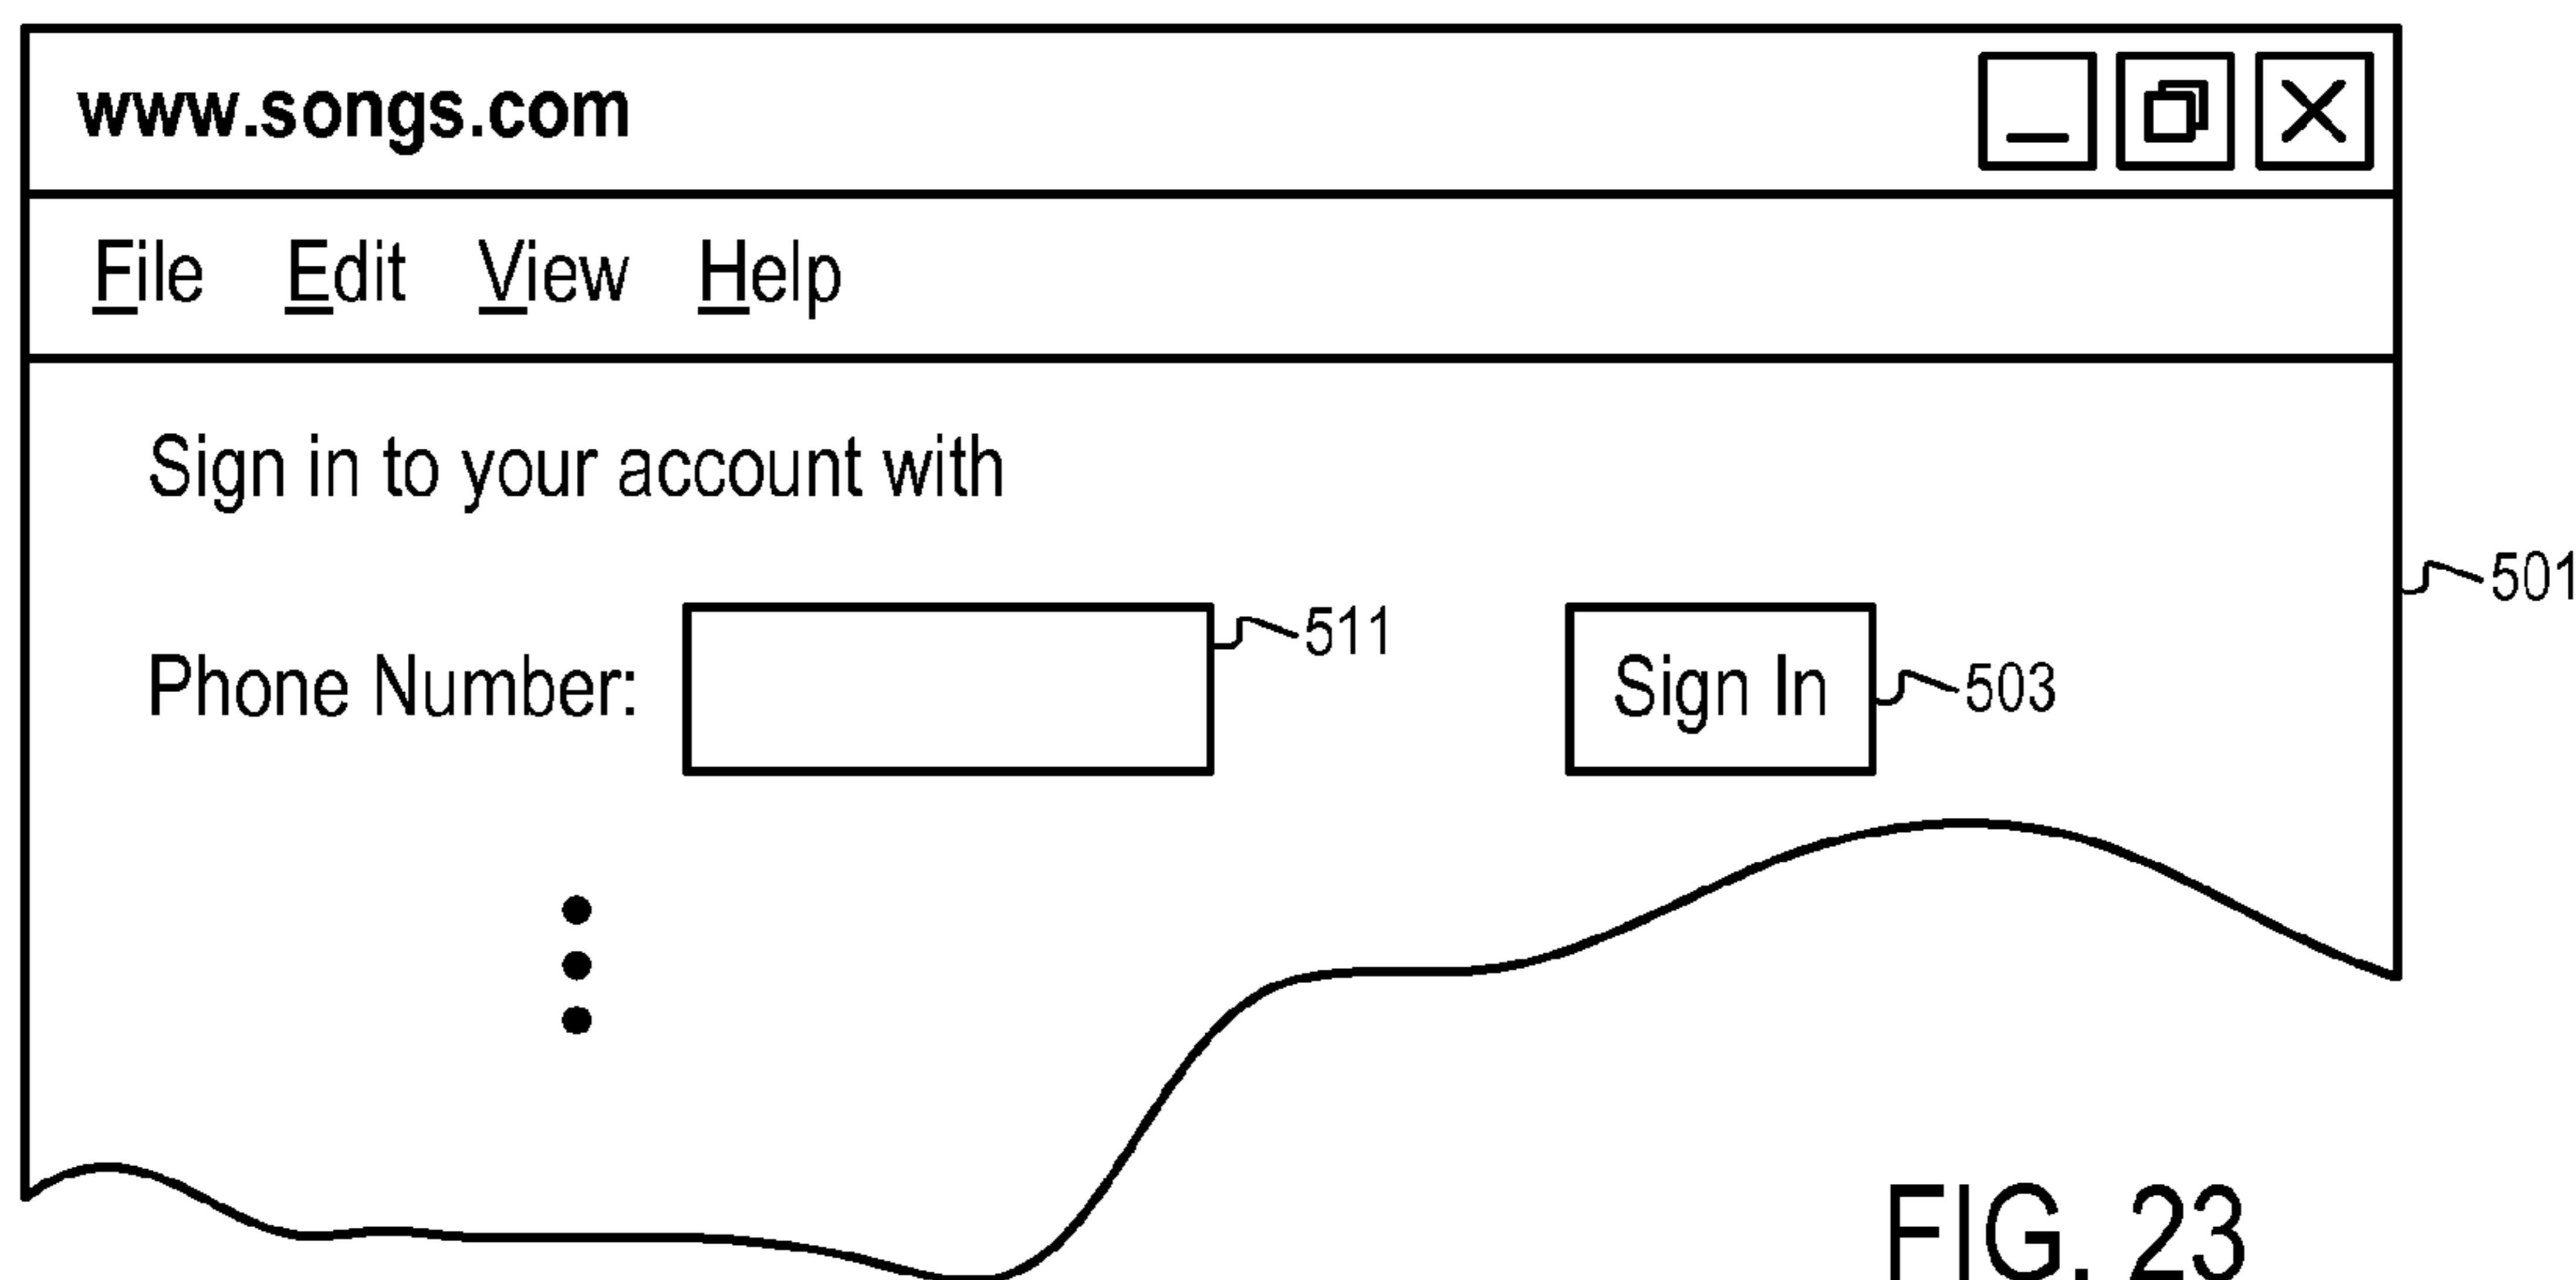 www.songs.com
File Edit View Help
Sign in to your account with
501
Phone Number: 511 Sign In 503
FIG. 23